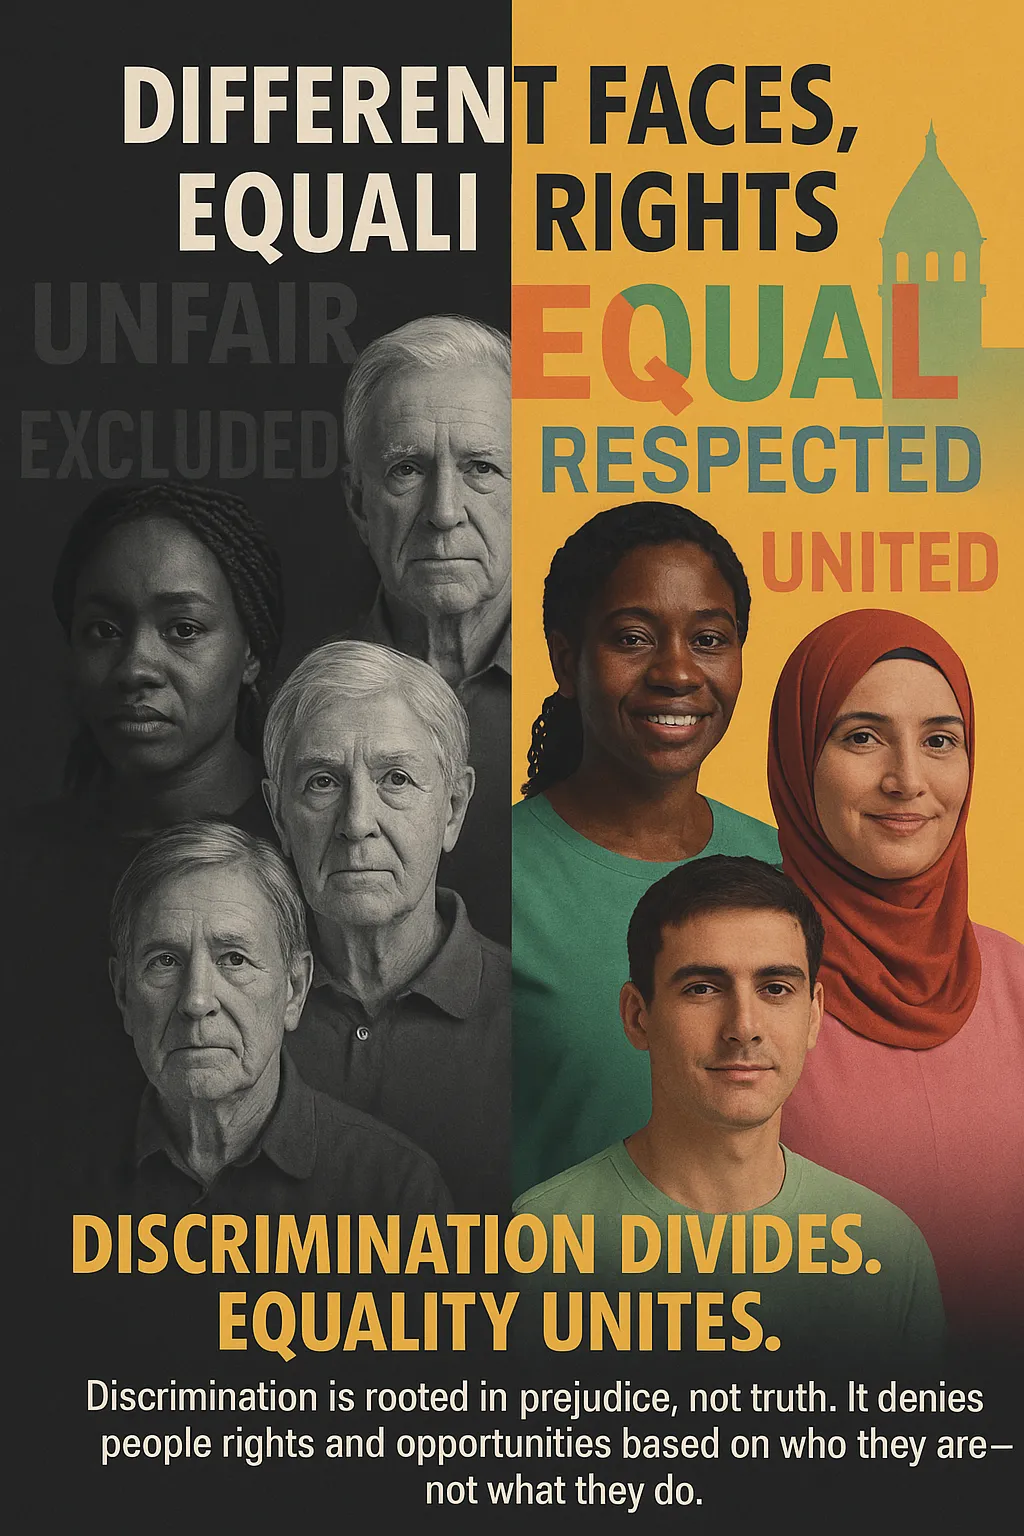 DIFFERENT FACES,
EQUALI RIGHTS
UNFAIR
EXCLUDED
EQUAL
RESPECTED
UNITED
DISCRIMINATION DIVIDES.
EQUALITY UNITES.
Discrimination is rooted in prejudice, not truth. It denies
people rights and opportunities based on who they are—
not what they do.